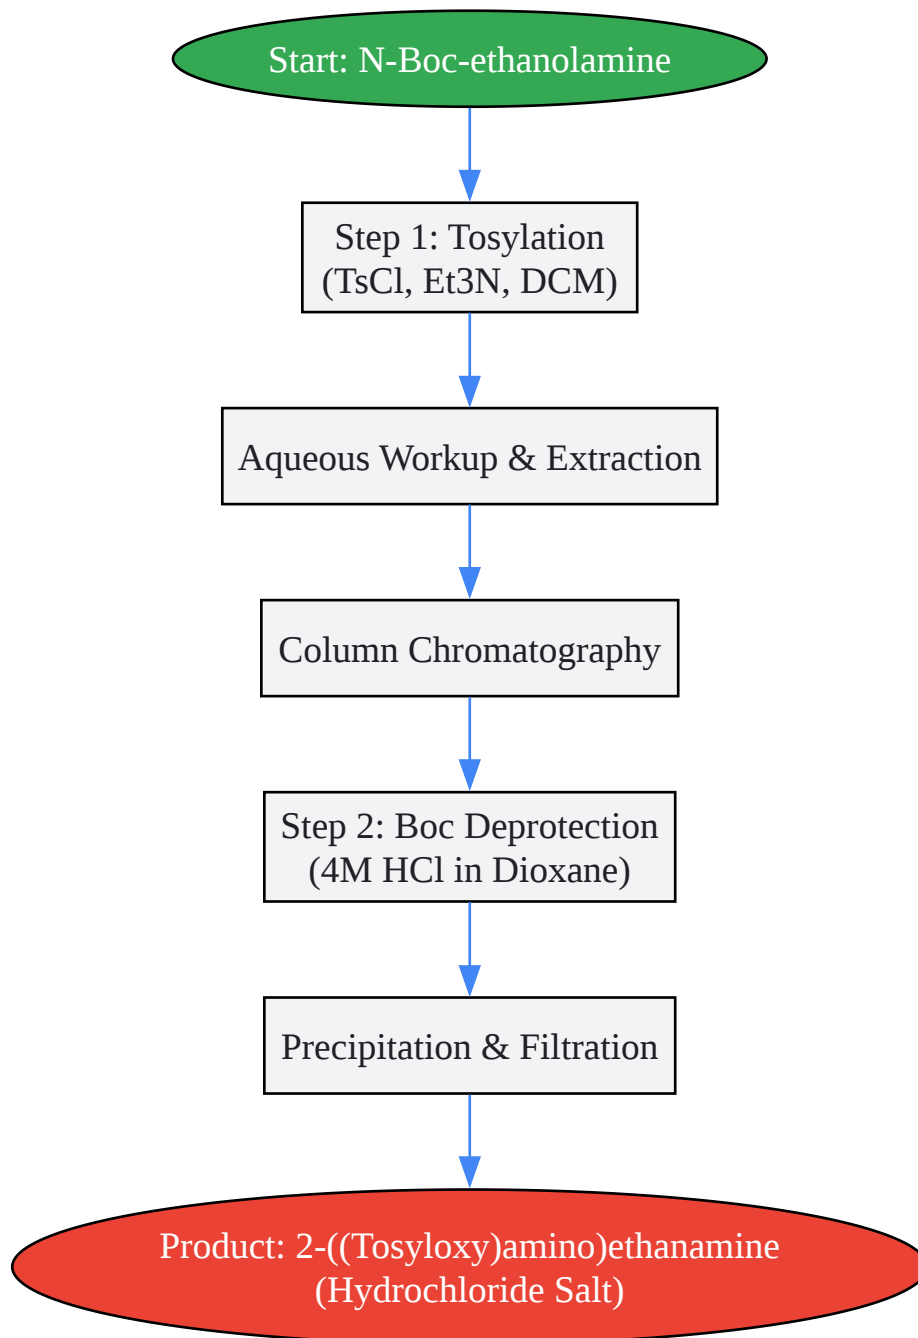 Start: N-Boc-ethanolamine
Step 1: Tosylation
(TsCl, Et3N, DCM)
Aqueous Workup & Extraction
Column Chromatography
Step 2: Boc Deprotection
(4M HCl in Dioxane)
Precipitation & Filtration
Product: 2-((Tosyloxy)amino)ethanamine
(Hydrochloride Salt)